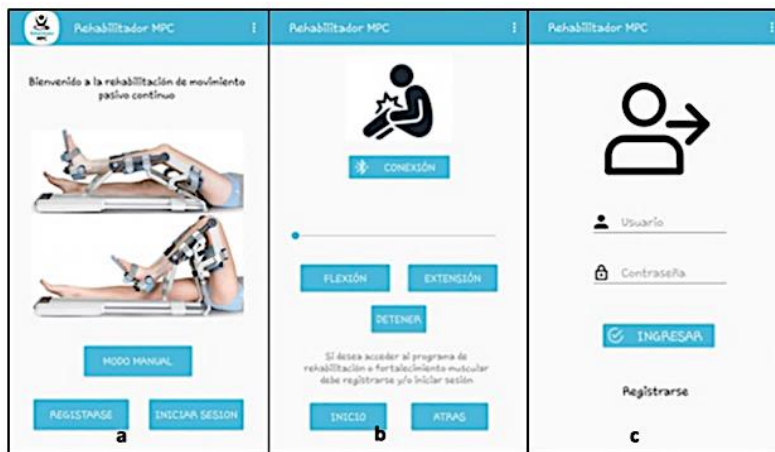 Rehabilitador MPC
MPC
Bienvenido a la rehabilitación de movimiento
pasivo continuo
MODO MANUAL
REGISTARSE
INICIAR SESION
a
Rehabilitador MPC
CONEXIÓN
FLEXIÓN
EXTENSIÓN
DETENER
Si desea acceder al programa de
rehabilitación o fortalecimiento muscular
debe registrarse y/o iniciar sesión
INICIO
ATRAS
b
Rehabilitador MPC
Usuario
Contraseña
INGRESAR
Registrarse
c